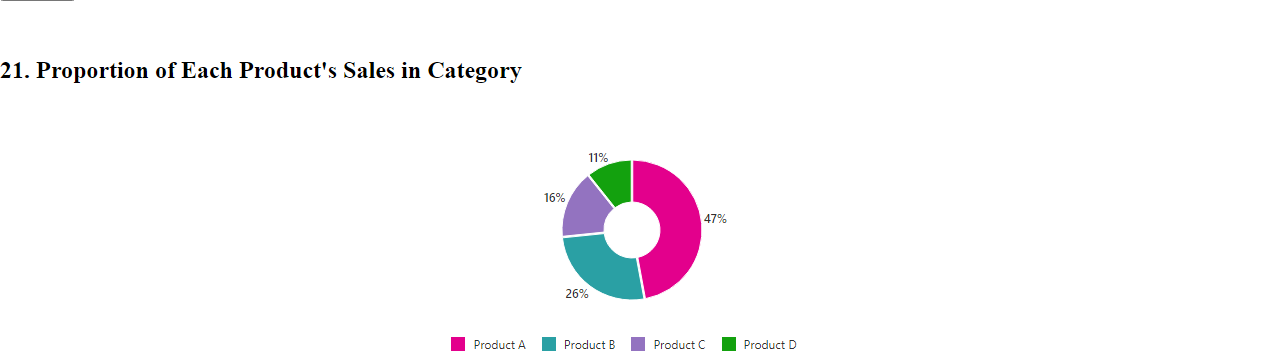 21. Proportion of Each Product's Sales in Category
11%
16%
47%
26%
Product A Product B Product C Product D